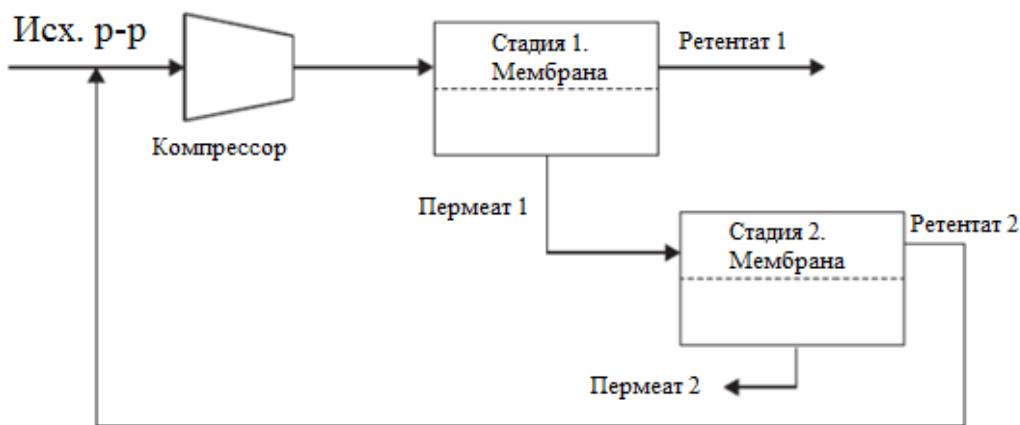 Исх. р-р
Компрессор
Стадия 1.
Мембрана
Ретентат 1
Пермеат 1
Стадия 2.
Мембрана
Ретентат 2
Пермеат 2